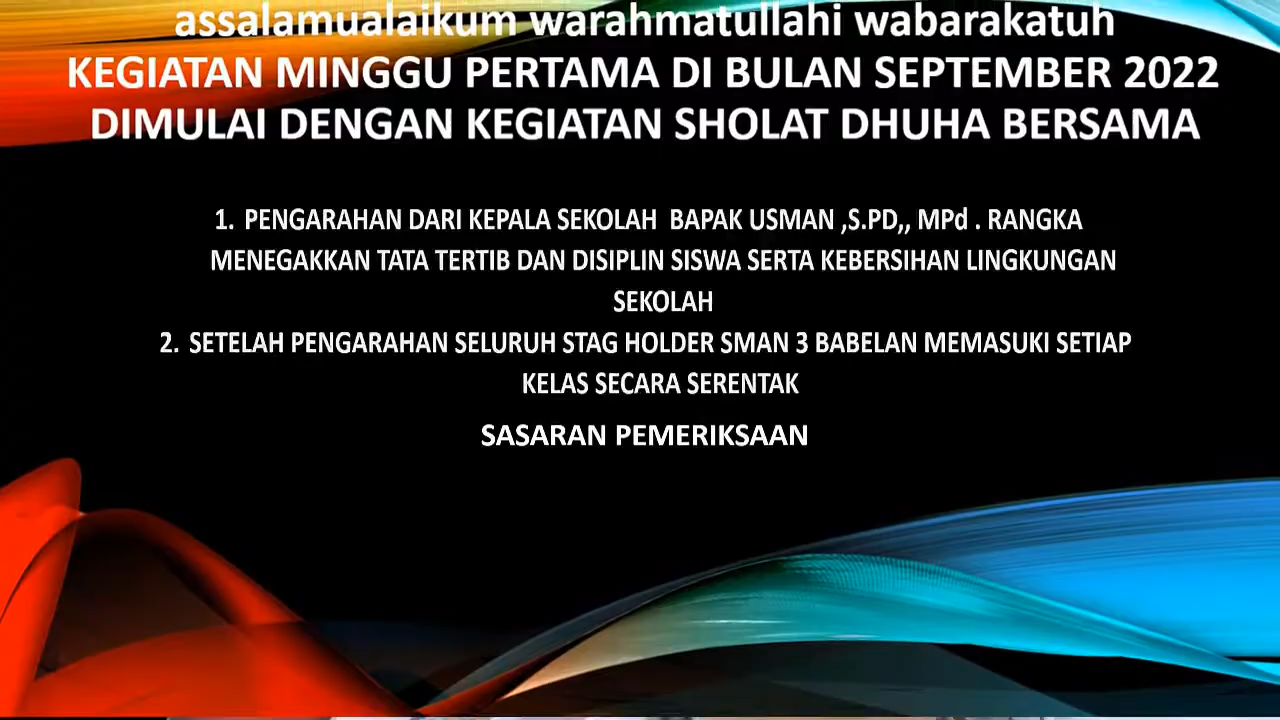 assalamualaikum warahmatullahi wabarakatuh
KEGIATAN MINGGU PERTAMA DI BULAN SEPTEMBER 2022
DIMULAI DENGAN KEGIATAN SHOLAT DHUHA BERSAMA
1. PENGARAHAN DARI KEPALA SEKOLAH BAPAK USMAN ,S.PD,, MPd . RANGKA
MENEGAKKAN TATA TERTIB DAN DISIPLIN SISWA SERTA KEBERSIHAN LINGKUNGAN
SEKOLAH
2. SETELAH PENGARAHAN SELURUH STAG HOLDER SMAN 3 BABELAN MEMASUKI SETIAP
KELAS SECARA SERENTAK
SASARAN PEMERIKSAAN